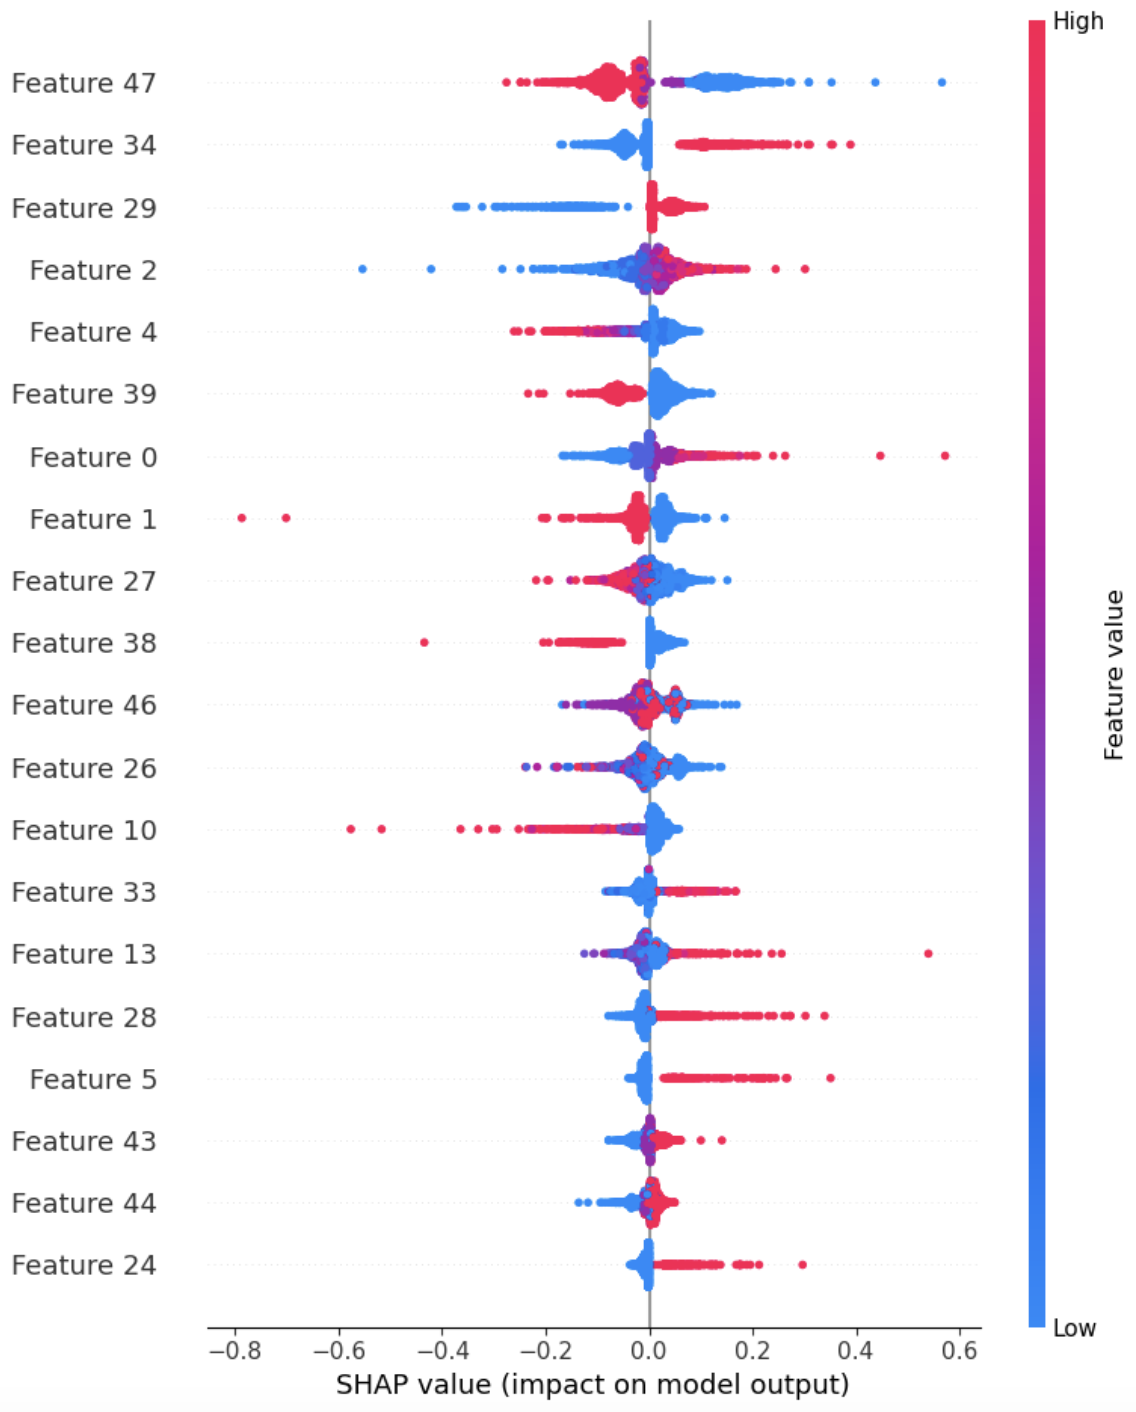 High
Feature 47
Feature 34
Feature 29
Feature 2
Feature 4
Feature 39
Feature 0
Feature 1
Feature 27
Feature 38
Feature 46
Feature 26
Feature 10
Feature 33
Feature 13
Feature 28
Feature 5
Feature 43
Feature 44
Feature 24
Feature value
Low
−0.8 −0.6 −0.4 −0.2 0.0 0.2 0.4 0.6
SHAP value (impact on model output)